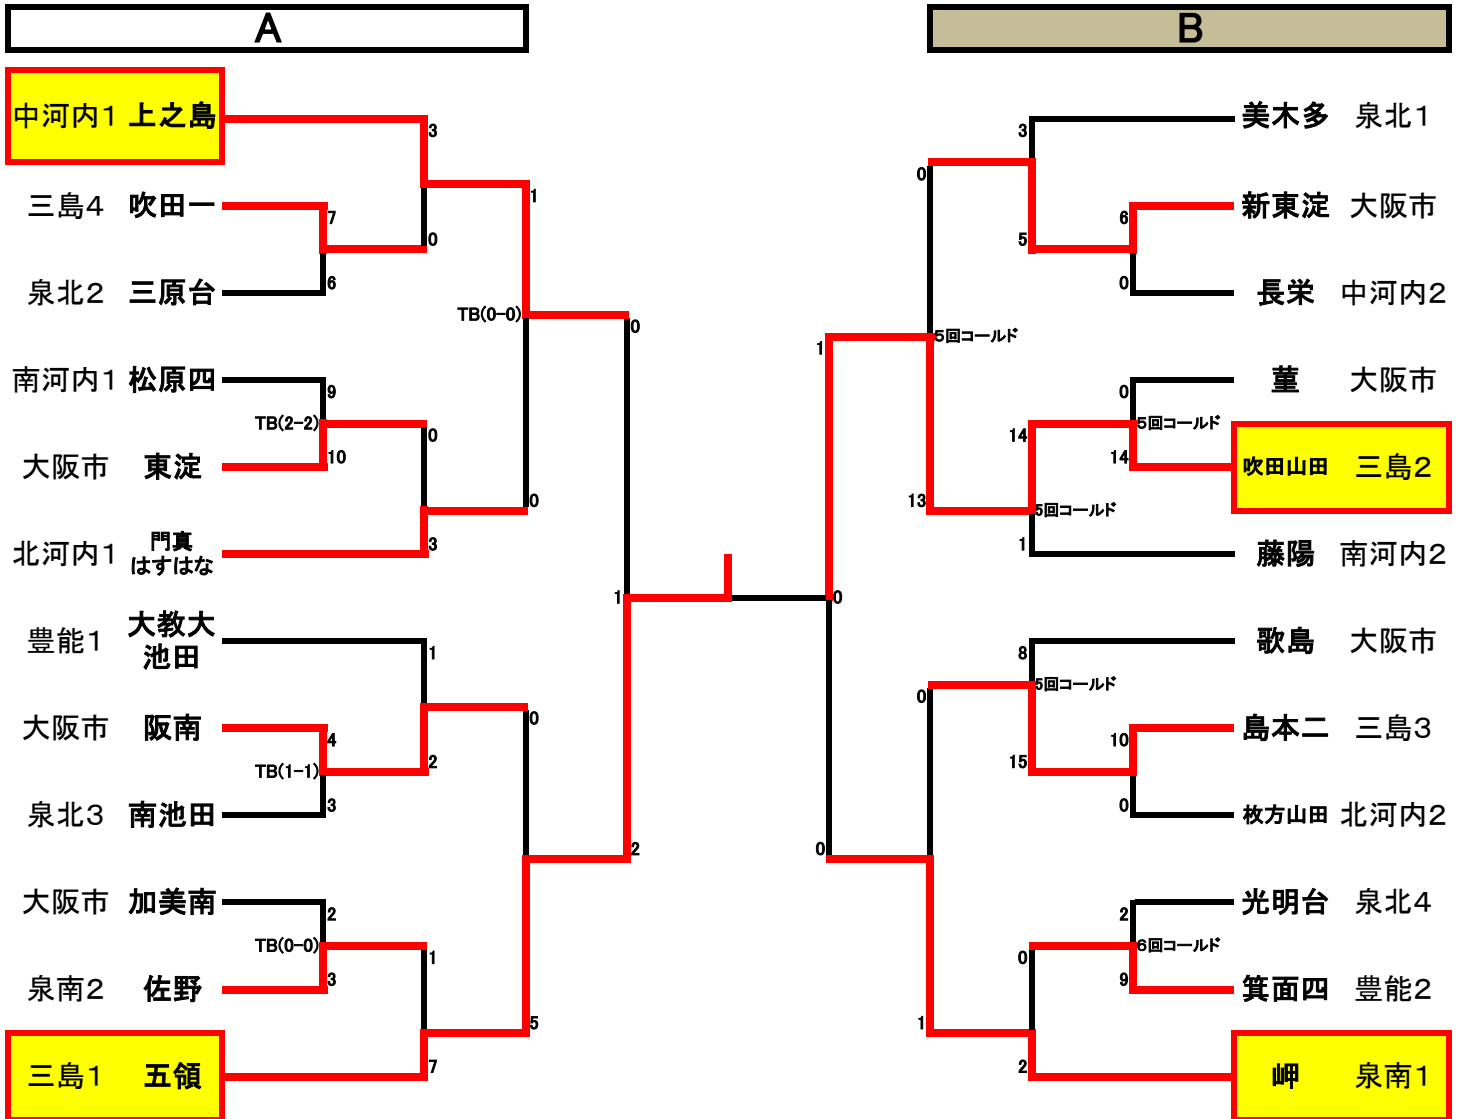 A
B
中河内1 上之島
3
三島4 吹田一
7
1
0
泉北2 三原台
6
TB(0-0)
0
南河内1 松原四
9
TB(2-2)
0
大阪市 東淀
10
0
北河内1 門真
はすはな
3
1
豊能1 大教大
池田
1
大阪市 阪南
4
0
TB(1-1)
2
泉北3 南池田
3
2
大阪市 加美南
2
TB(0-0)
1
泉南2 佐野
3
5
三島1 五領
7
3
美木多 泉北1
0
6
新東淀 大阪市
5
0
長栄 中河内2
1
5回コールド
0
菫 大阪市
5回コールド
14
14
吹田山田 三島2
13
5回コールド
1
藤陽 南河内2
0
8
歌島 大阪市
0
5回コールド
10
島本二 三島3
15
0
枚方山田 北河内2
0
2
光明台 泉北4
0
6回コールド
9
箕面四 豊能2
1
2
岬 泉南1